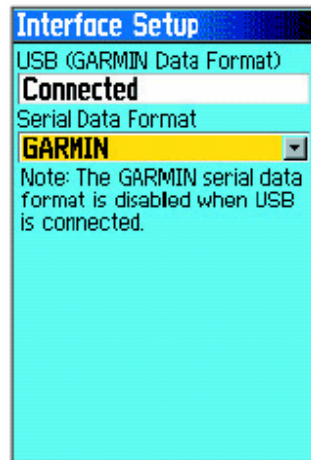 Interface Setup
USB (GARMIN Data Format)
Connected
Serial Data Format
GARMIN
Note: The GARMIN serial data
format is disabled when USB
is connected.